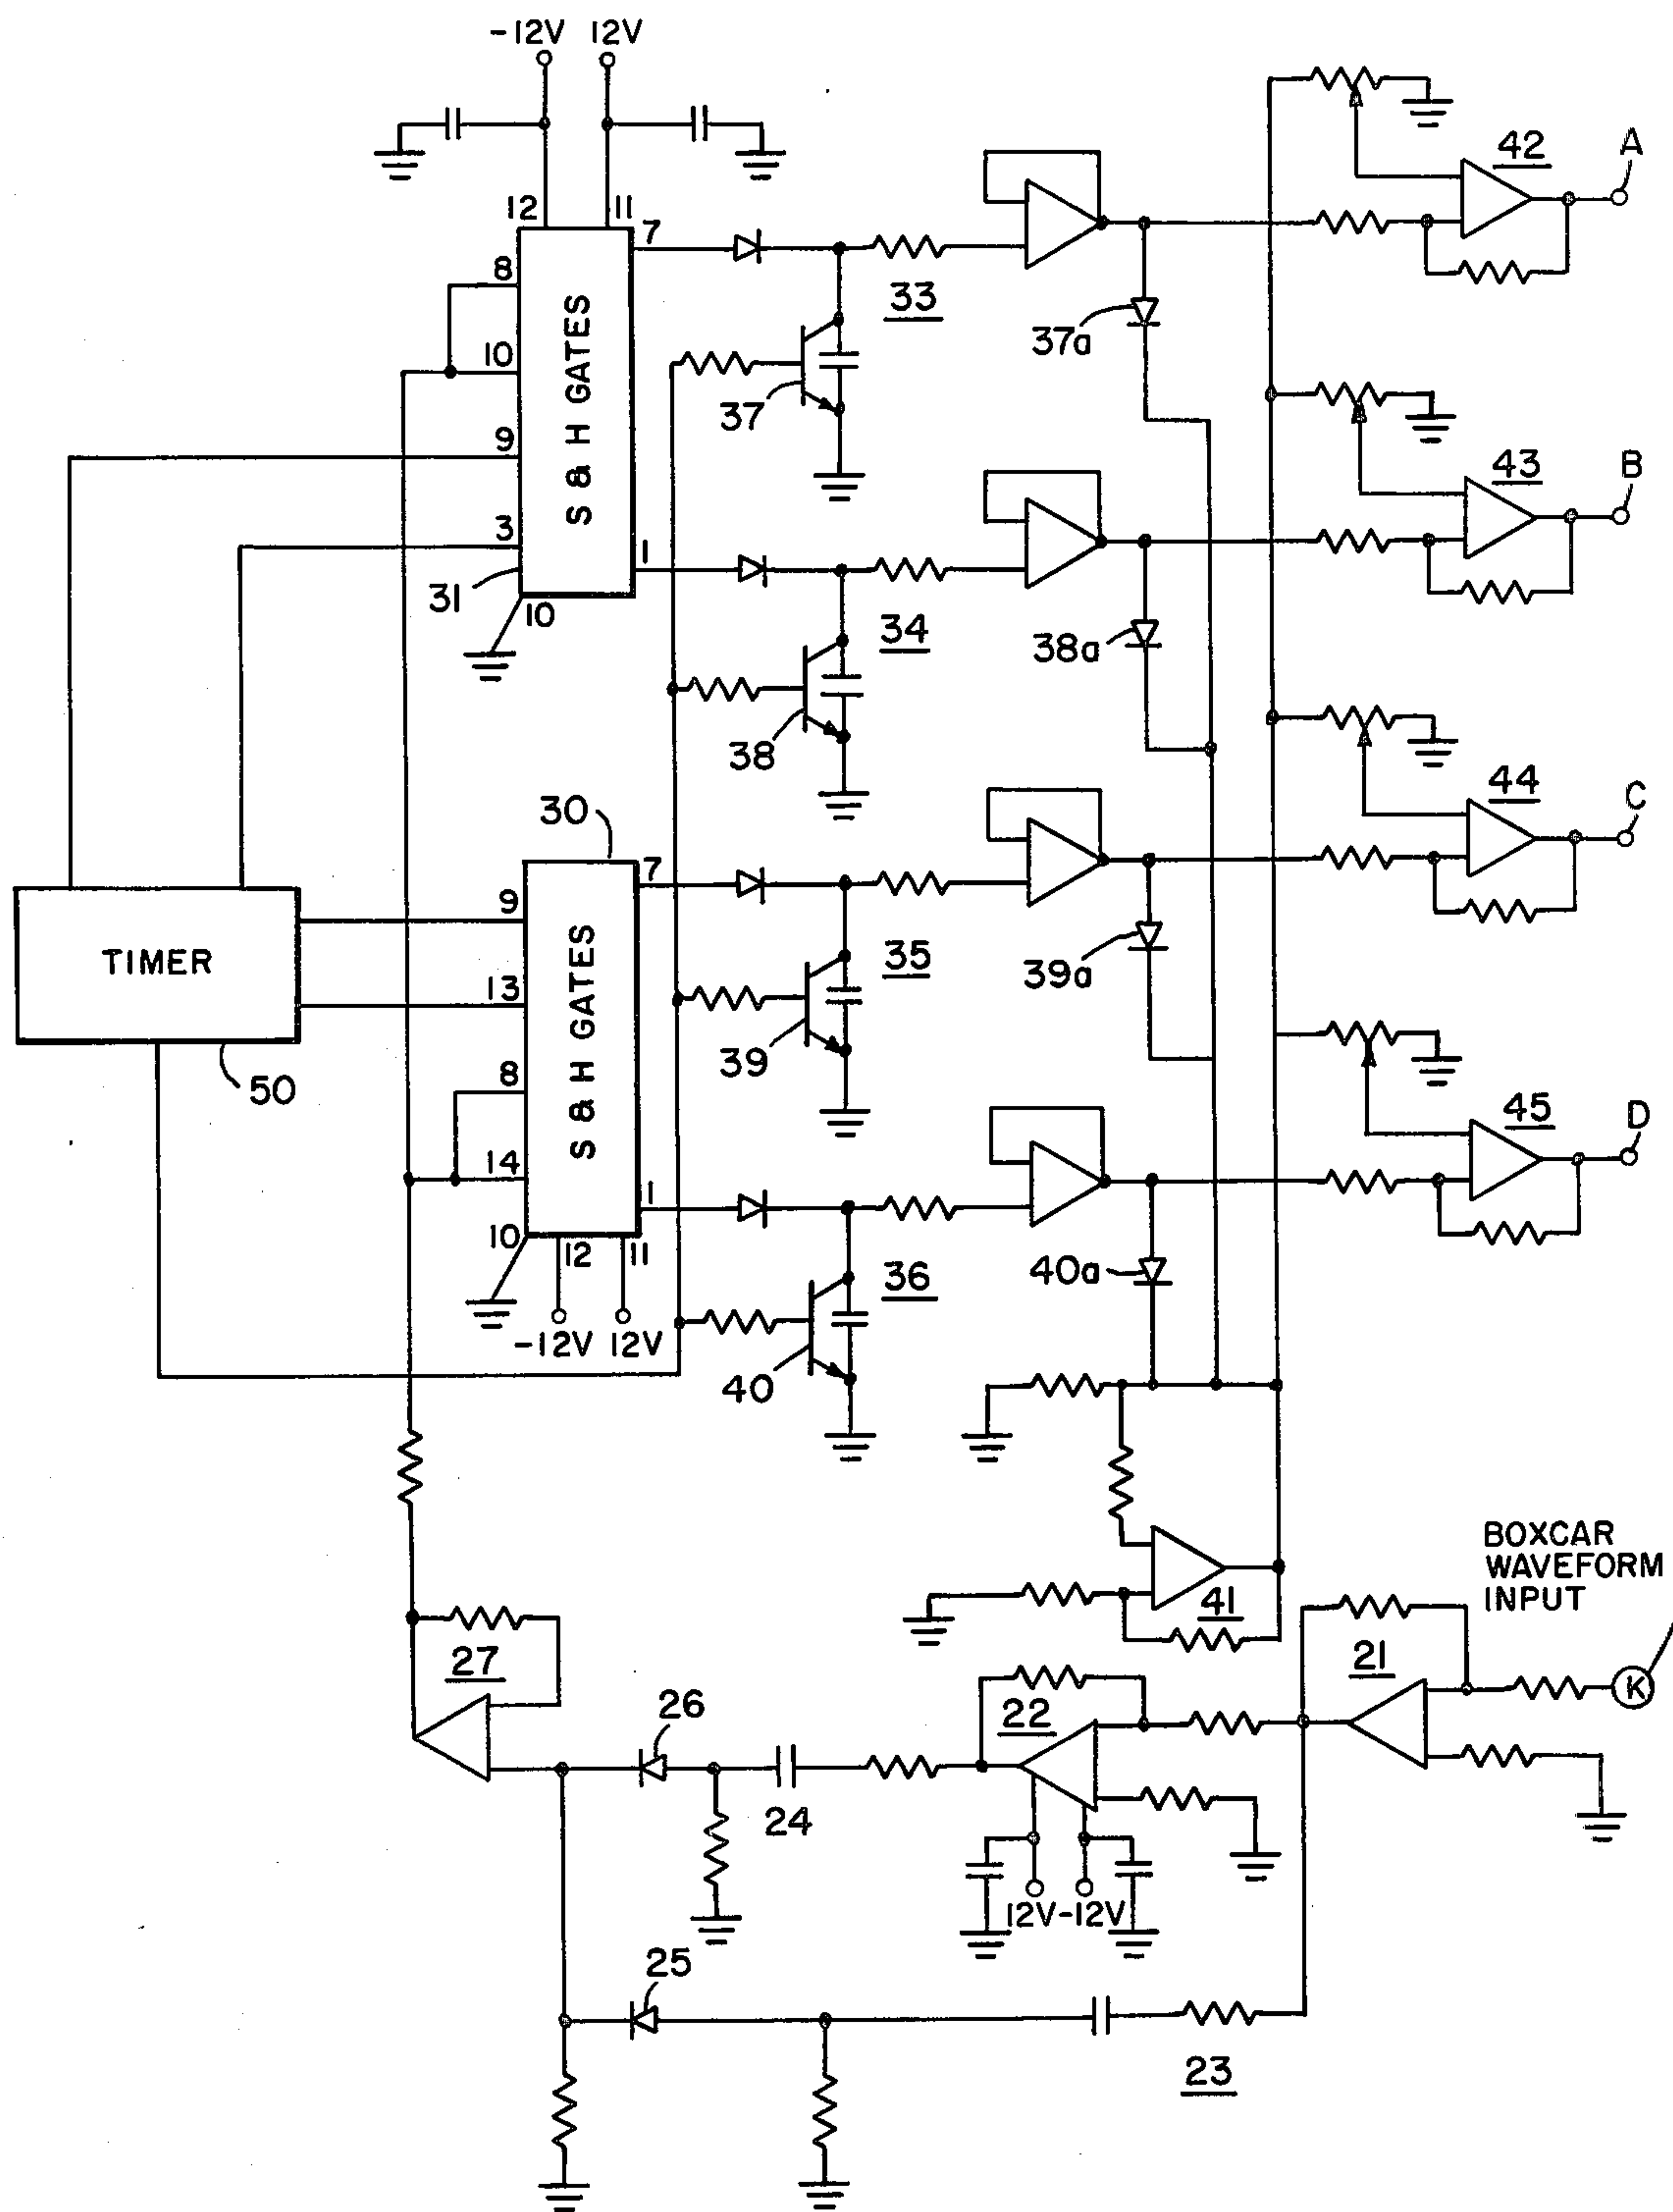 -12V 12V
12 11
7
8
10
9
3
1
10
S & H GATES
31
33
37
37a
42
A
34
38
38a
43
B
30
7
9
13
8
14
1
10
12 11
-12V 12V
S & H GATES
TIMER
50
35
39
39a
44
C
36
40
40a
45
D
41
BOXCAR
WAVEFORM
INPUT
K
21
22
12V -12V
27
26
24
25
23